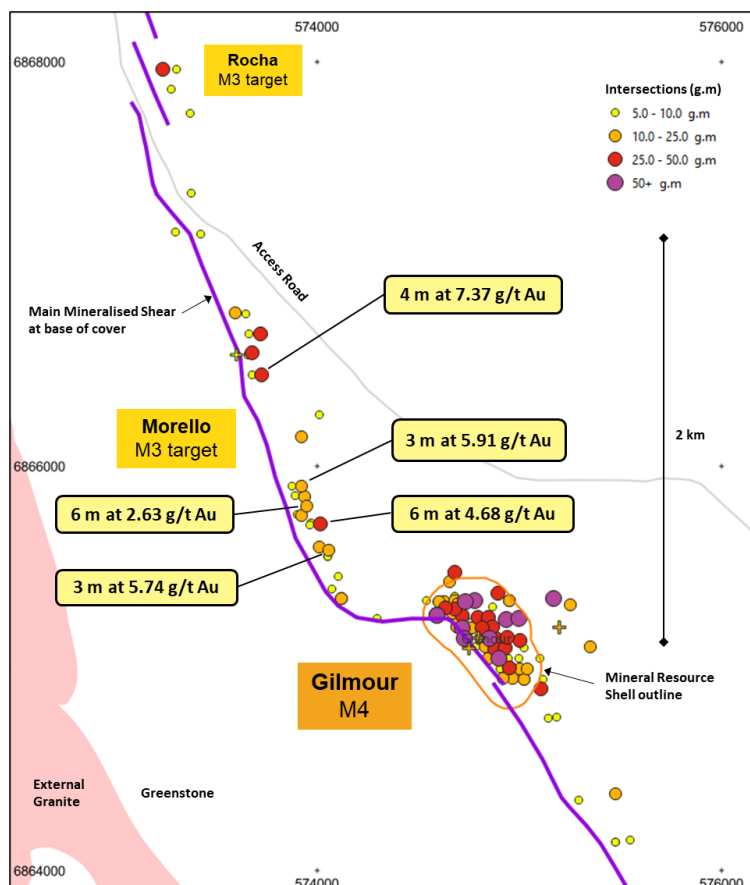 574000
576000
6868000
Rocha
M3 target
Intersections (g.m)
5.0 - 10.0 g.m
10.0 - 25.0 g.m
25.0 - 50.0 g.m
50+ g.m
Access Road
Main Mineralised Shear
at base of cover
4 m at 7.37 g/t Au
Morello
M3 target
3 m at 5.91 g/t Au
2 km
6866000
6 m at 2.63 g/t Au
6 m at 4.68 g/t Au
3 m at 5.74 g/t Au
Gilmour
M4
Mineral Resource
Shell outline
External
Granite
Greenstone
6864000
574000
576000